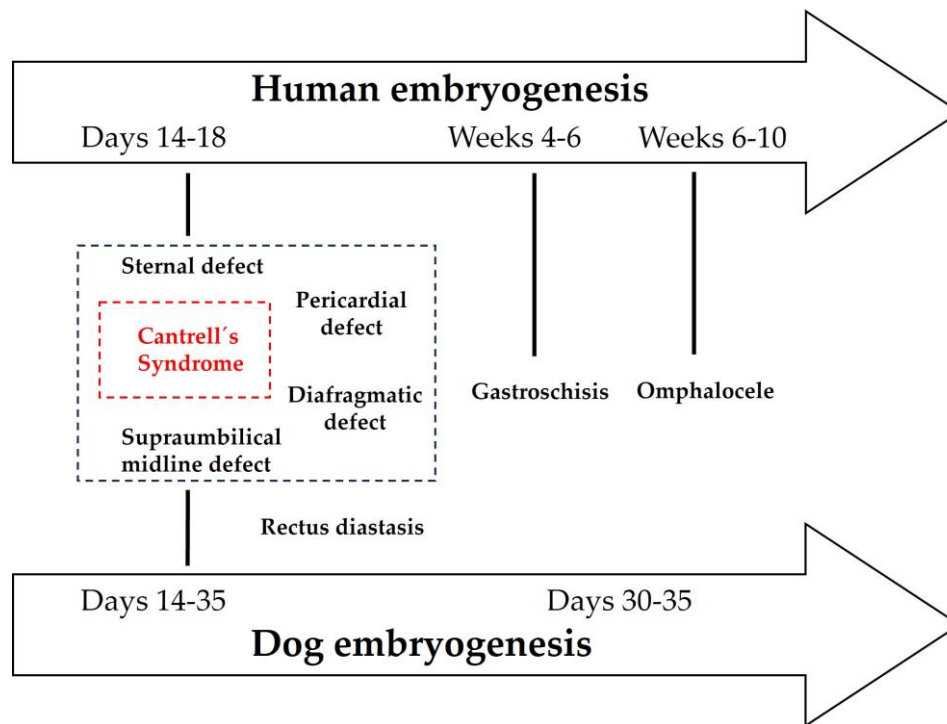 Human embryogenesis
Days 14-18
Weeks 4-6
Weeks 6-10
Sternal defect
Pericardial
defect
Cantrell´s
Syndrome
Diafragmatic
defect
Supraumbilical
midline defect
Gastroschisis
Omphalocele
Rectus diastasis
Days 14-35
Days 30-35
Dog embryogenesis